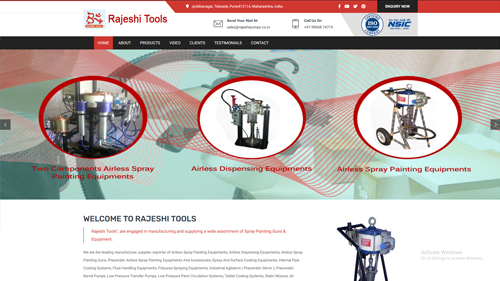 Rajeshi Tools
Jyotibanagar, Talwade, Pune411114, Maharashtra, India.
ENQUIRY NOW
Send Your Mail At
sales@rajeshipumps.co.in
Call Us On
ISO
NSIC
HOME ABOUT PRODUCTS VIDEO CLIENTS TESTIMONIALS CONTACT
Two Components Airless Spray
Painting Equipments
Airless Dispensing Equipments
Airless Spray Painting Equipments
WELCOME TO RAJESHI TOOLS
Rajeshi Tools", are engaged in manufacturing and supplying a wide assortment of Spray Painting Guns &
Equipment.
We are the leading manufacturer, supplier, exporter of Airless Spray Painting Equipments, Airless Dispensing Equipments, Airless Spray
Painting Guns, Pneumatic Airless Spray Painting Equipments And Accessories, Epoxy And Surface Coating Equipments, Internal Pipe
Coating Systems, Fluid Handling Equipments, Polyurea Spraying Equipments, Industrial Agitators ( Pneumatic Stirrer ), Pneumatic
Barrel Pumps, Low Pressure Transfer Pumps, Low Pressure Paint Circulation Systems, Tablet Coating Systems, Static Mixture, Air
Activate Windows
Go to Settings to activate Windows.